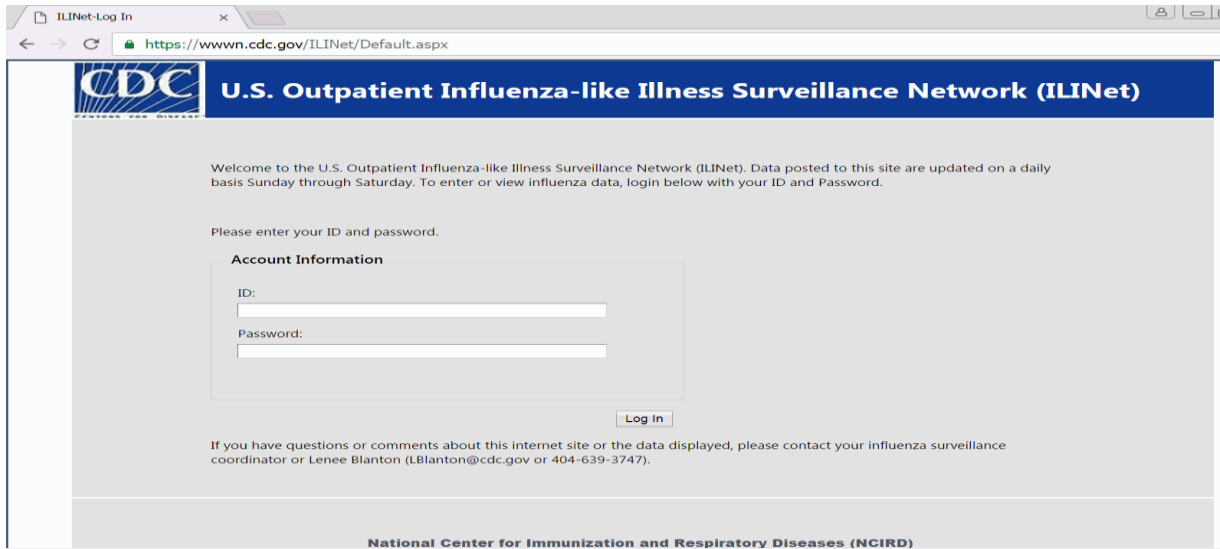 ILINet-Log In
https://wwwn.cdc.gov/ILINet/Default.aspx
CDC
CENTERS FOR DISEASE
U.S. Outpatient Influenza-like Illness Surveillance Network (ILINet)
Welcome to the U.S. Outpatient Influenza-like Illness Surveillance Network (ILINet). Data posted to this site are updated on a daily
basis Sunday through Saturday. To enter or view influenza data, login below with your ID and Password.
Please enter your ID and password.
Account Information
ID:
Password:
Log In
If you have questions or comments about this internet site or the data displayed, please contact your influenza surveillance
coordinator or Lenee Blanton (LBlanton@cdc.gov or 404-639-3747).
National Center for Immunization and Respiratory Diseases (NCIRD)